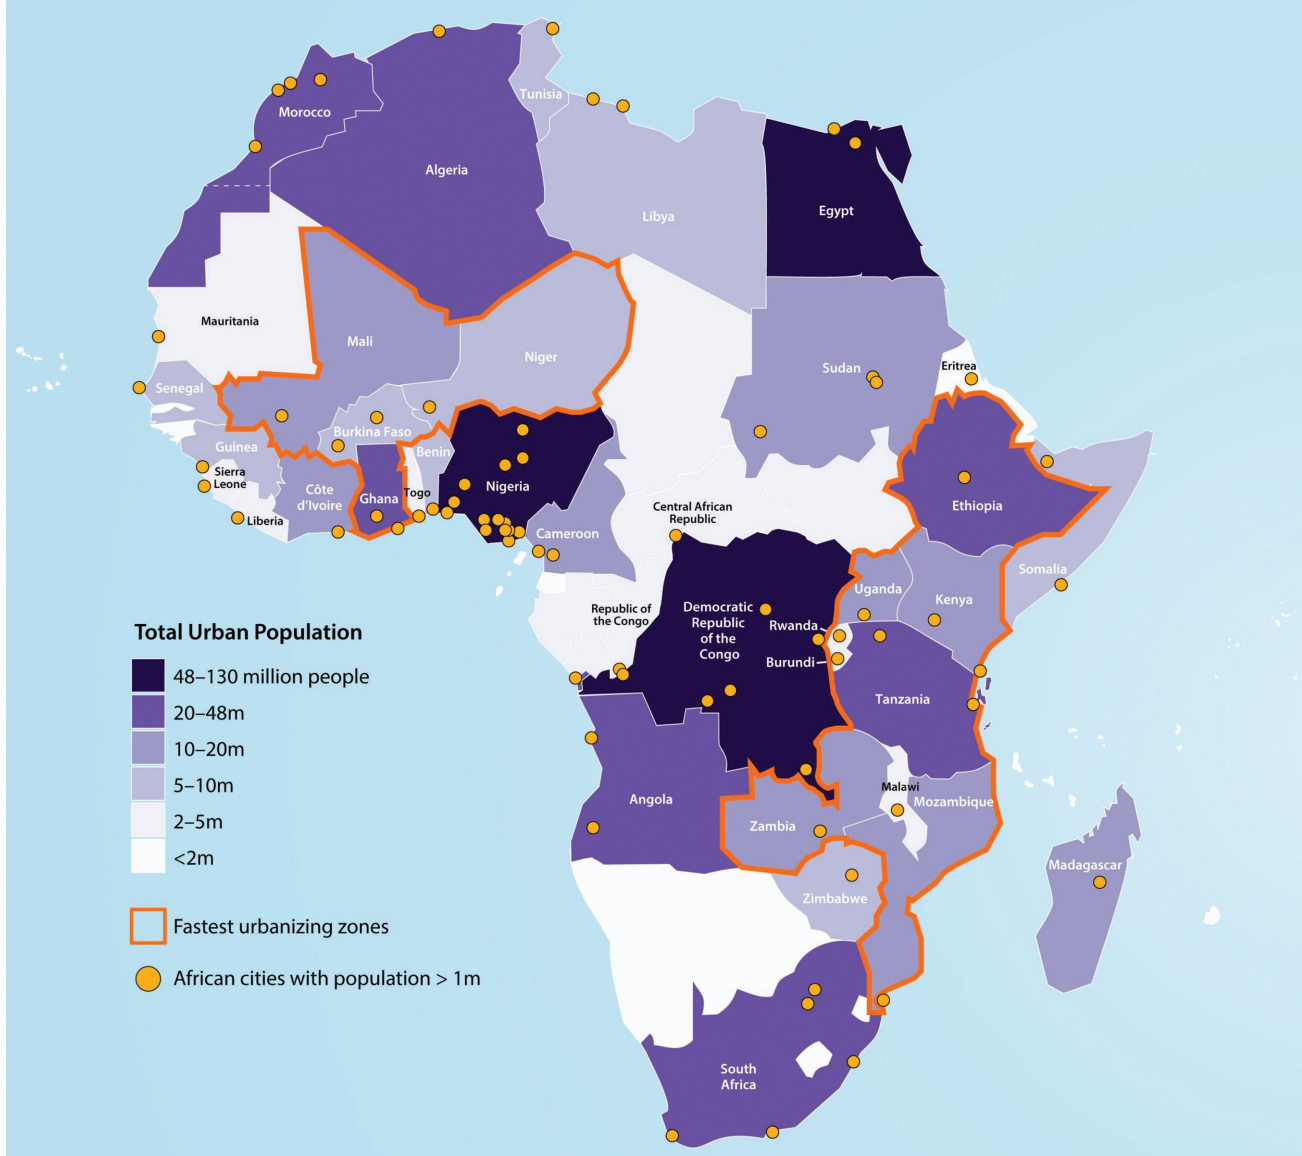 Tunisia
Morocco
Algeria
Libya
Egypt
Mauritania
Mali
Niger
Sudan
Eritrea
Senegal
Burkina Faso
Guinea
Benin
Sierra
Leone
Côte
d'Ivoire
Ghana
Togo
Nigeria
Liberia
Ethiopia
Central African
Republic
Cameroon
Somalia
Uganda
Kenya
Republic of
the Congo
Democratic
Republic
of the
Congo
Rwanda
Burundi
Tanzania
Total Urban Population
48–130 million people
20–48m
10–20m
5–10m
2–5m
<2m
Fastest urbanizing zones
African cities with population > 1m
Angola
Malawi
Mozambique
Zambia
Madagascar
Zimbabwe
South
Africa